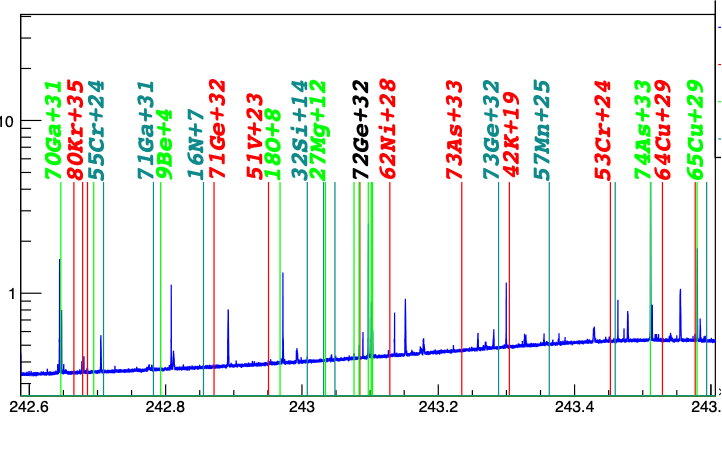 70Ga+31
80Kr+35
55Cr+24
71Ga+31
9Be+4
16N+7
71Ge+32
51V+23
18O+8
32Si+14
27Mg+12
72Ge+32
62Ni+28
73As+33
73Ge+32
42K+19
57Mn+25
53Cr+24
74As+33
64Cu+29
65Cu+29
10
1
242.6 242.8 243 243.2 243.4 243.